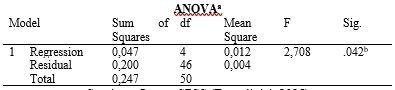 ANOVAa
Model Sum of df Mean F Sig.
Squares Square
1 Regression 0,047 4 0,012 2,708 .042b
Residual 0,200 46 0,004
Total 0,247 50